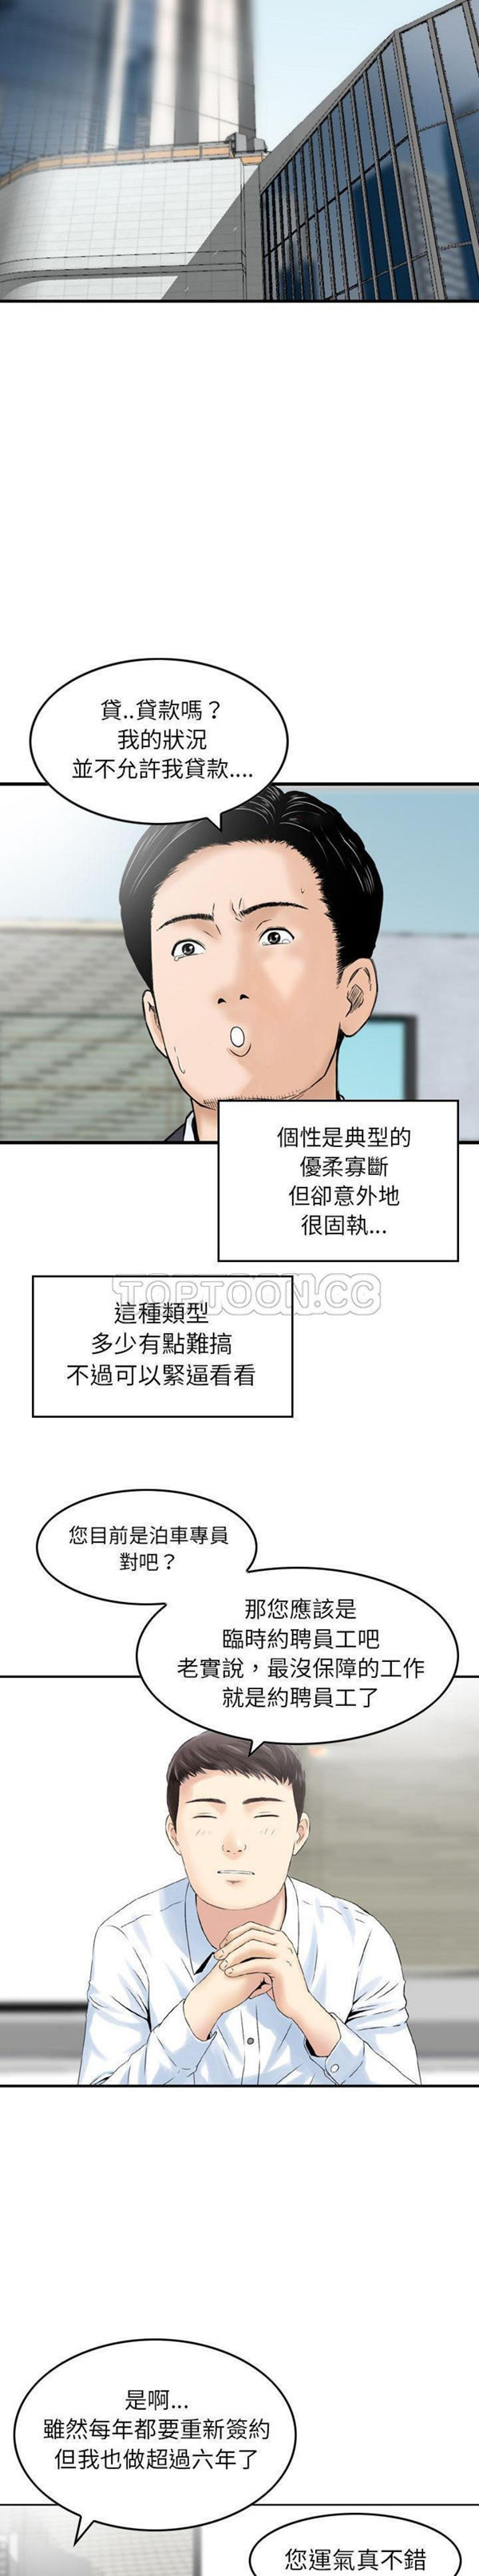 貸..貸款嗎？
我的狀況
並不允許我貸款....
個性是典型的
優柔寡斷
但卻意外地
很固執...
TOPTOON.CC
這種類型
多少有點難搞
不過可以緊逼看看
您目前是泊車專員
對吧？
那您應該是
臨時約聘員工吧
老實說，最沒保障的工作
就是約聘員工了
是啊...
雖然每年都要重新簽約
但我也做超過六年了
您運氣真不錯